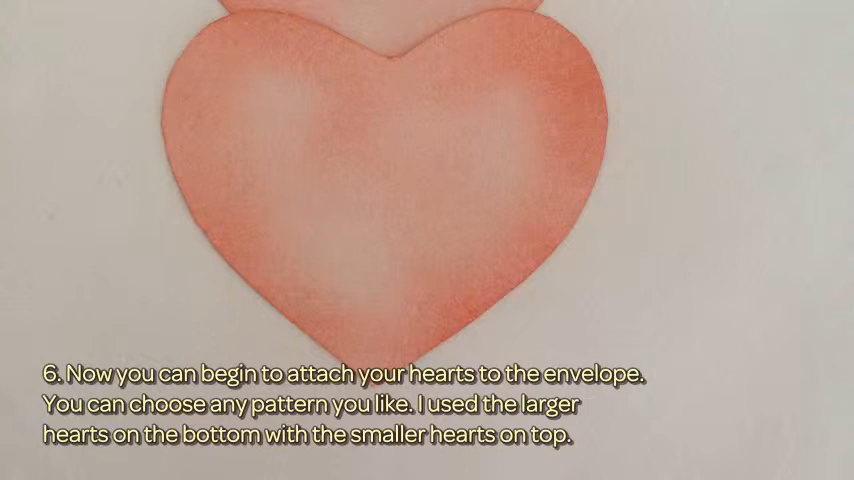 6. Now you can begin to attach your hearts to the envelope.
You can choose any pattern you like. I used the larger
hearts on the bottom with the smaller hearts on top.